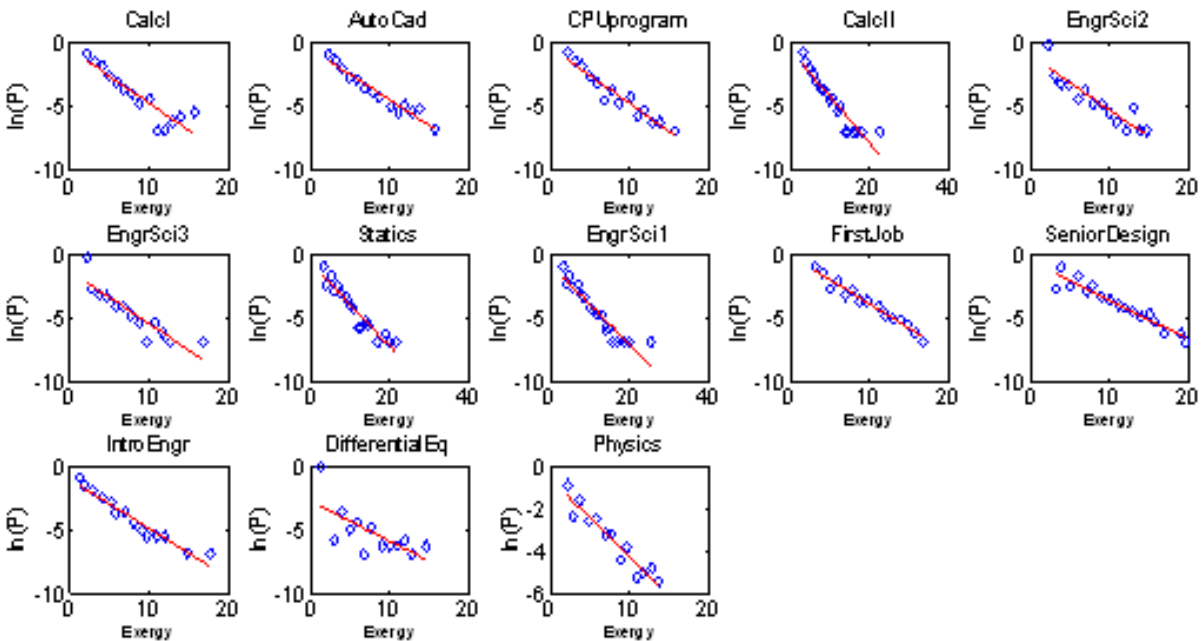 CalcI AutoCad CPUprogram CalcII EngrSci2
0 0 0 0 0
ln(P) ln(P) ln(P) ln(P) ln(P)
-5 -5 -5 -5 -5
-10 -10 -10 -10 -10
0 10 20 0 10 20 0 10 20 0 20 40 0 10 20
Exergy Exergy Exergy Exergy Exergy
EngrSci3 Statics EngrSci1 FirstJob SeniorDesign
0 0 0 0 0
ln(P) ln(P) ln(P) ln(P) ln(P)
-5 -5 -5 -5 -5
-10 -10 -10 -10 -10
0 10 20 0 20 40 0 20 40 0 10 20 0 10 20
Exergy Exergy Exergy Exergy Exergy
IntroEngr DifferentialEq Physics
0 0 0
-2
ln(P) ln(P) ln(P)
-5 -5 -4
-10 -10 -6
0 10 20 0 10 20 0 10 20
Exergy Exergy Exergy